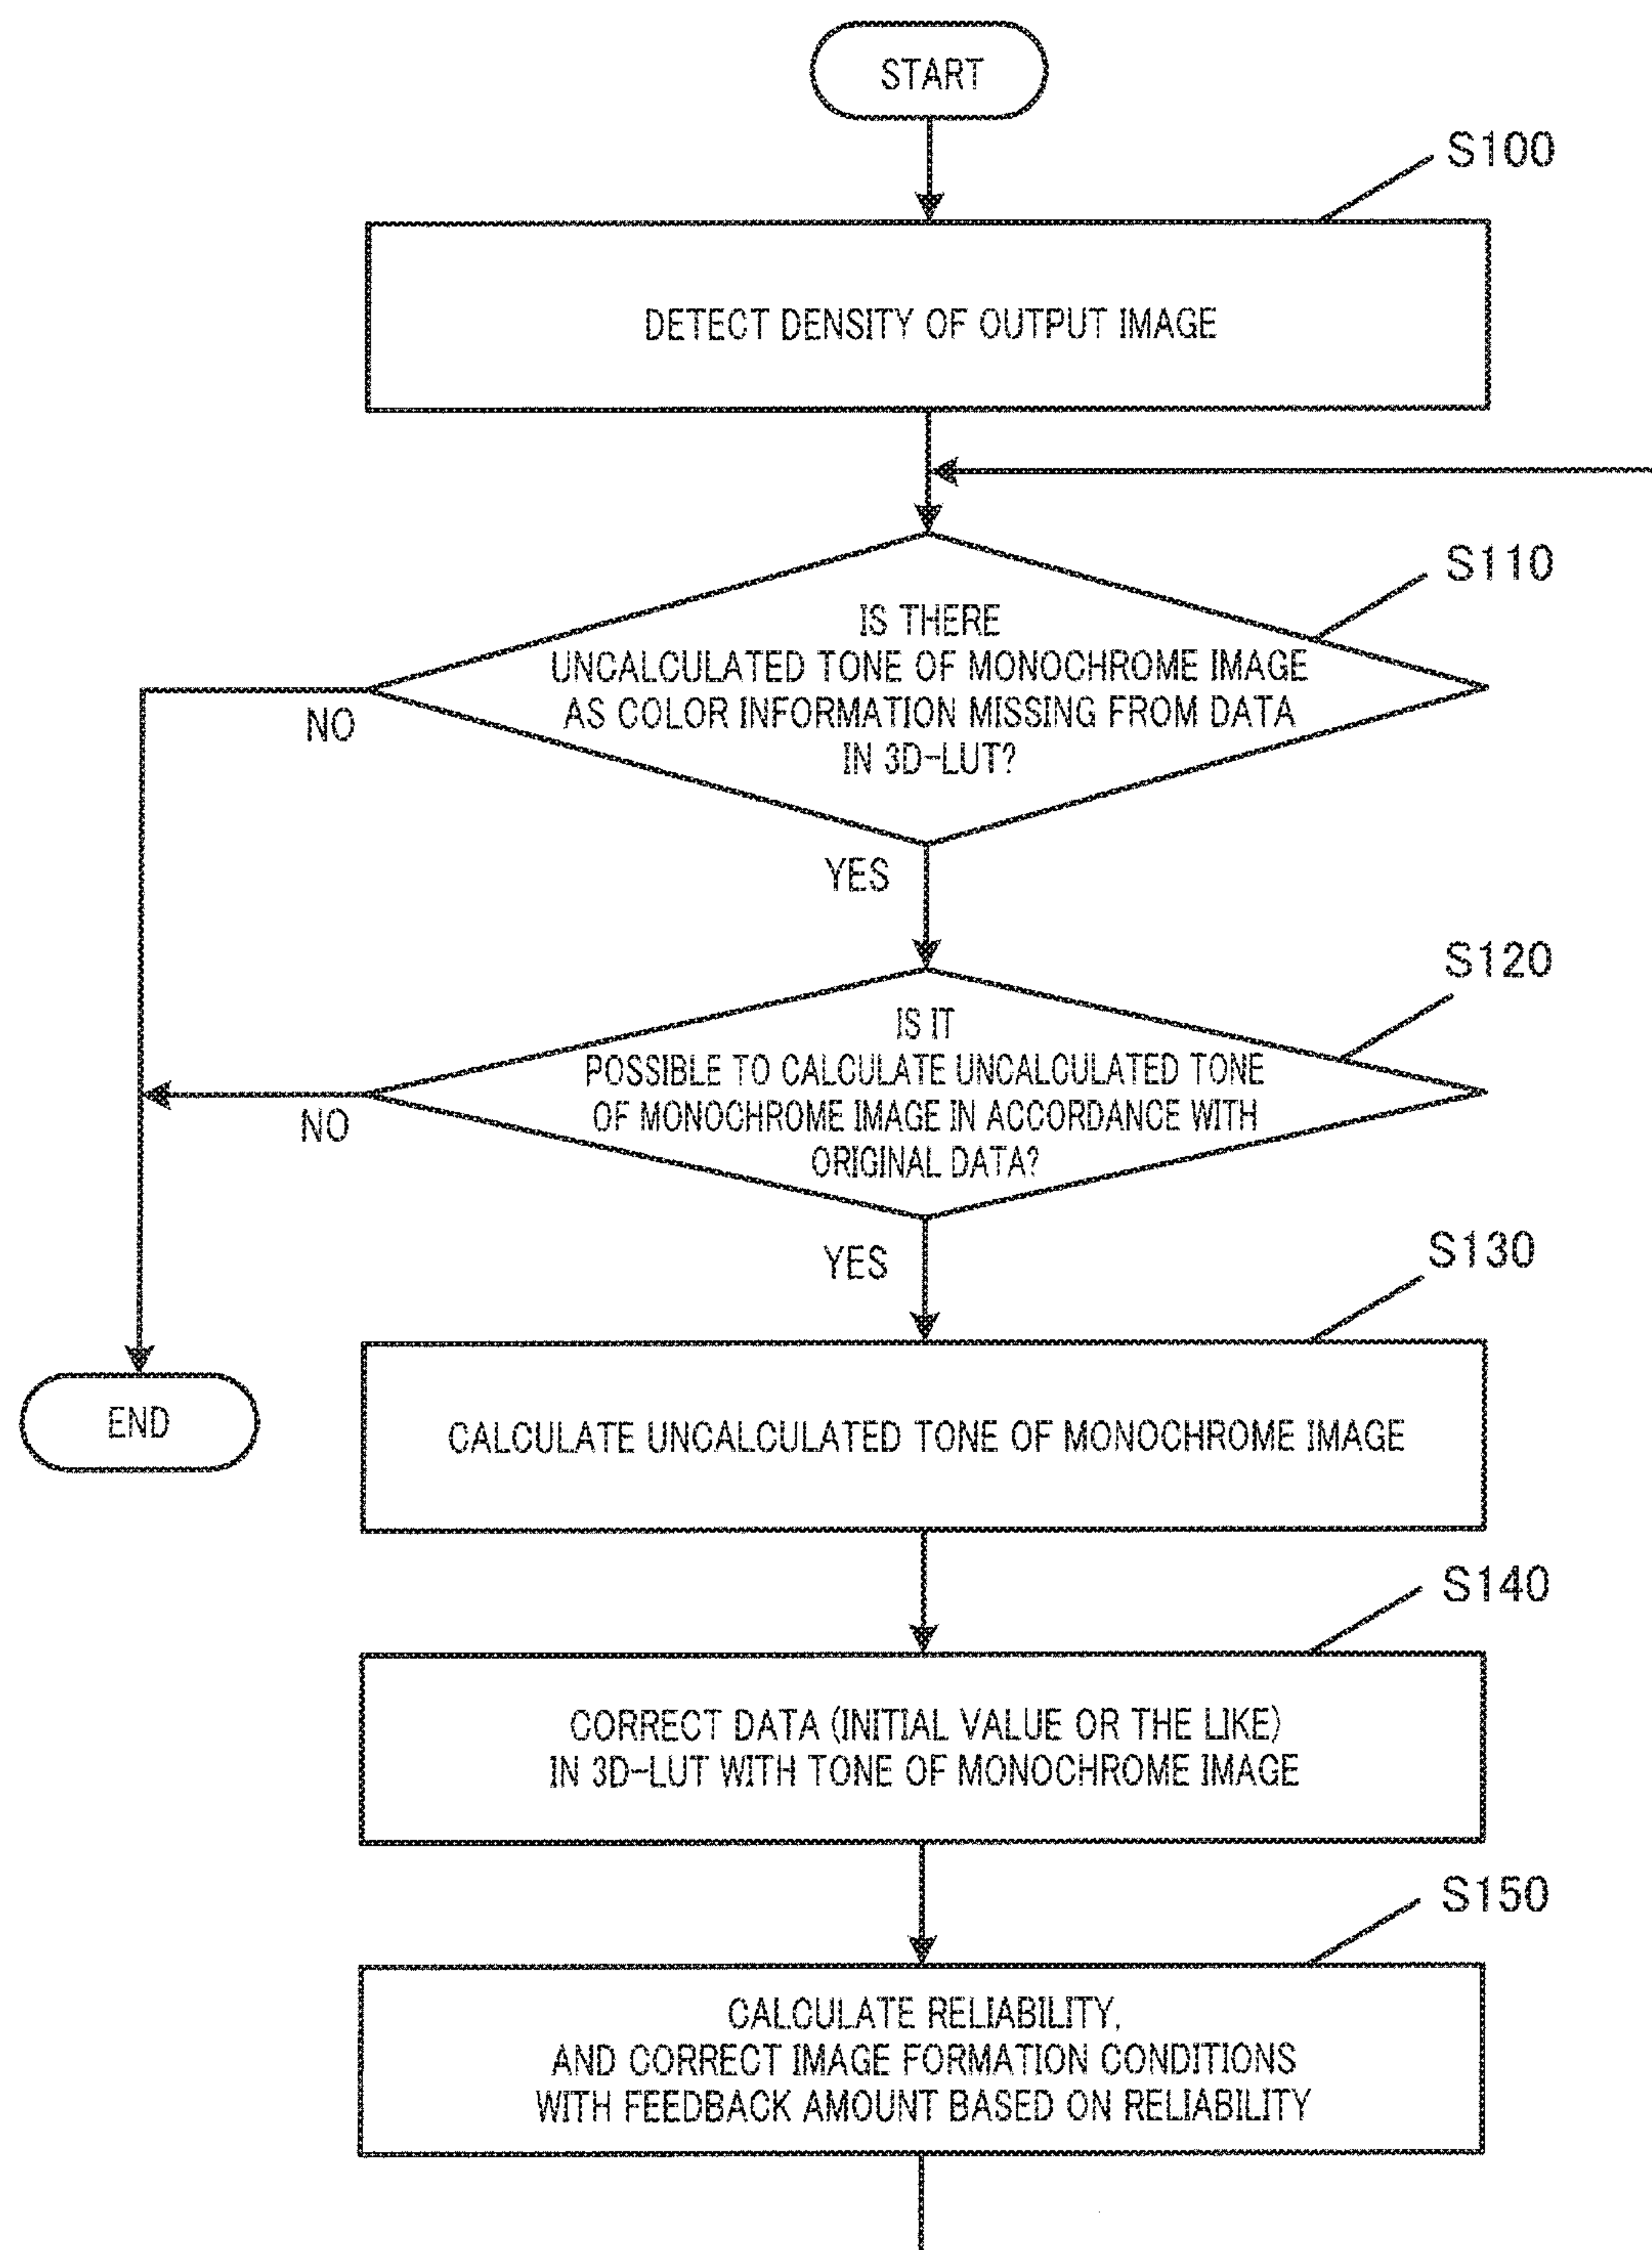 START
S100
DETECT DENSITY OF OUTPUT IMAGE
S110
IS THERE
UNCALCULATED TONE OF MONOCHROME IMAGE
AS COLOR INFORMATION MISSING FROM DATA
IN 3D-LUT?
NO
YES
S120
IS IT
POSSIBLE TO CALCULATE UNCALCULATED TONE
OF MONOCHROME IMAGE IN ACCORDANCE WITH
ORIGINAL DATA?
NO
YES
S130
END
CALCULATE UNCALCULATED TONE OF MONOCHROME IMAGE
S140
CORRECT DATA (INITIAL VALUE OR THE LIKE)
IN 3D-LUT WITH TONE OF MONOCHROME IMAGE
S150
CALCULATE RELIABILITY,
AND CORRECT IMAGE FORMATION CONDITIONS
WITH FEEDBACK AMOUNT BASED ON RELIABILITY